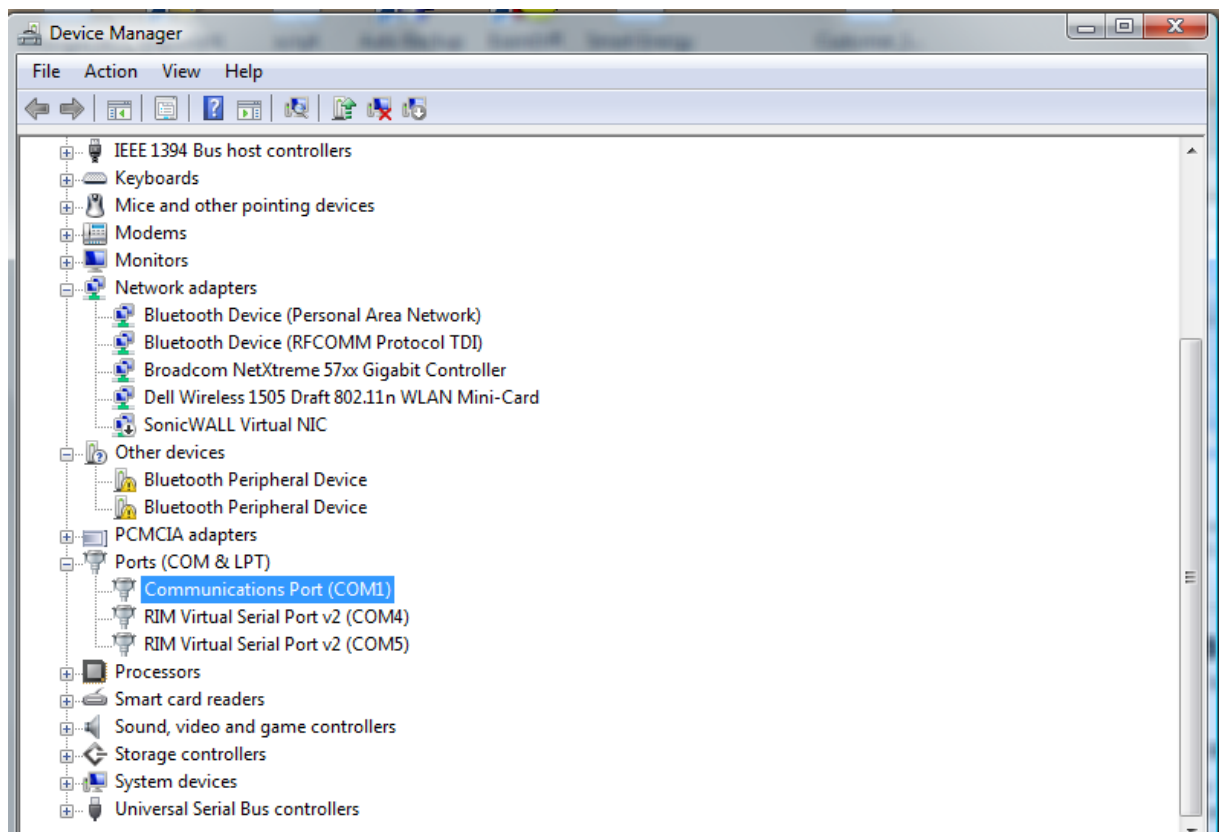 Device Manager
File Action View Help
IEEE 1394 Bus host controllers
Keyboards
Mice and other pointing devices
Modems
Monitors
Network adapters
Bluetooth Device (Personal Area Network)
Bluetooth Device (RFCOMM Protocol TDI)
Broadcom NetXtreme 57xx Gigabit Controller
Dell Wireless 1505 Draft 802.11n WLAN Mini-Card
SonicWALL Virtual NIC
Other devices
Bluetooth Peripheral Device
Bluetooth Peripheral Device
PCMCIA adapters
Ports (COM & LPT)
Communications Port (COM1)
RIM Virtual Serial Port v2 (COM4)
RIM Virtual Serial Port v2 (COM5)
Processors
Smart card readers
Sound, video and game controllers
Storage controllers
System devices
Universal Serial Bus controllers